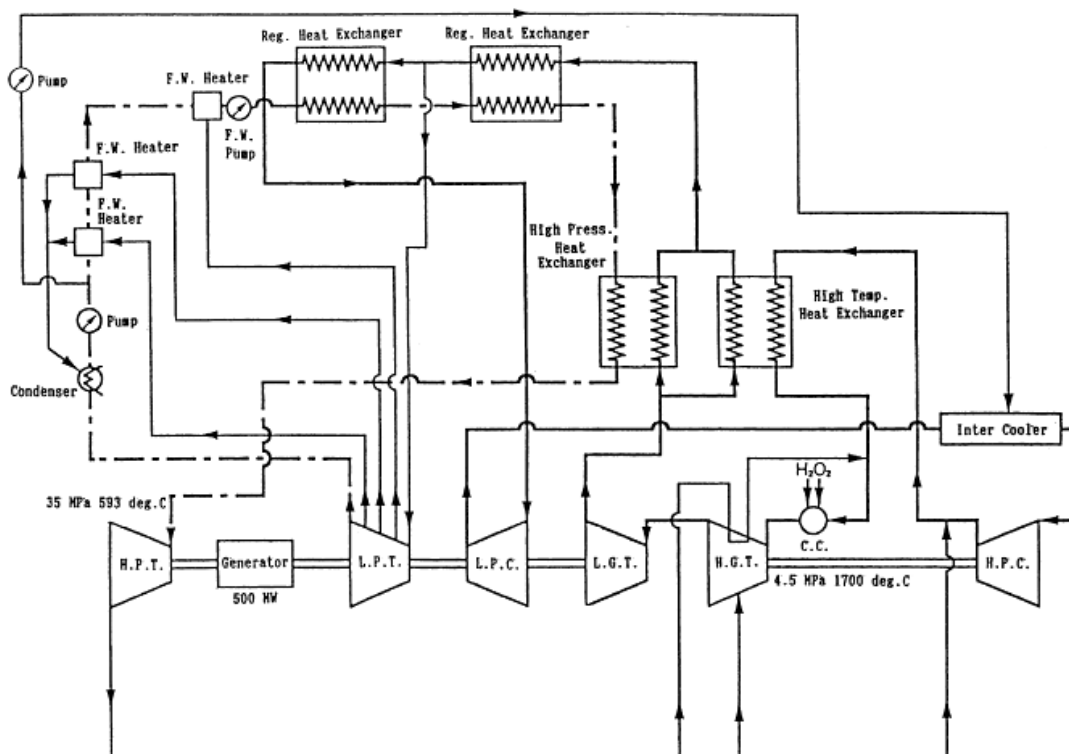 Reg. Heat Exchanger
Reg. Heat Exchanger
Pump
F.W. Heater
F.W.
Pump
F.W. Heater
F.W.
Heater
High Press.
Heat
Exchanger
High Temp.
Heat Exchanger
Pump
Condenser
Inter Cooler
H₂O₂
35 MPa 593 deg.C
C.C.
H.P.T.
Generator
L.P.T.
L.P.C.
L.G.T.
H.G.T.
H.P.C.
4.5 MPa 1700 deg.C
500 MW